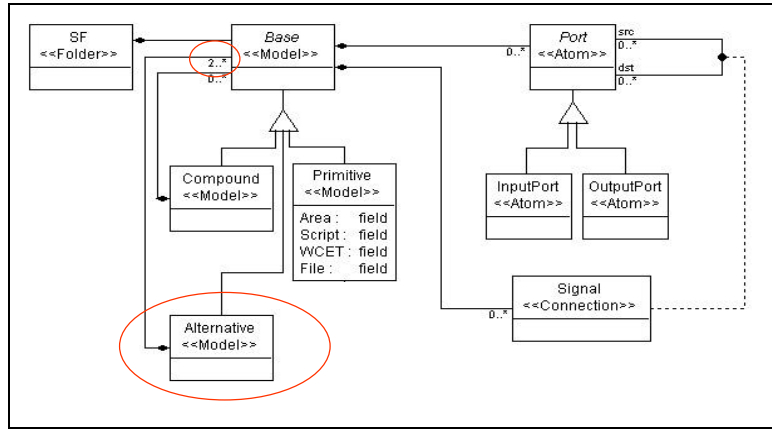 SF
<<Folder>>
Base
<<Model>>
2..*
0..*
0..*
Port
<<Atom>>
src
0..*
dst
0..*
Compound
<<Model>>
Primitive
<<Model>>
Area : field
Script : field
WCET : field
File : field
InputPort
<<Atom>>
OutputPort
<<Atom>>
Alternative
<<Model>>
0..*
Signal
<<Connection>>